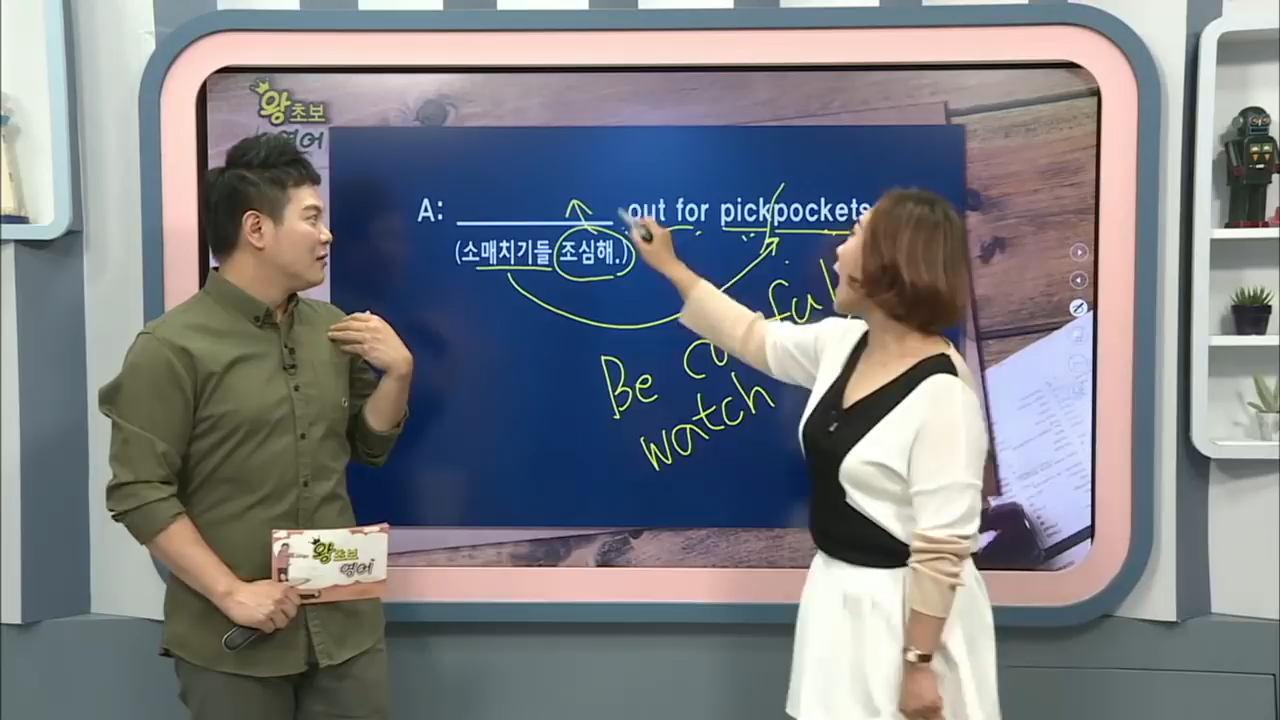 왕초보
영어
A: ____________ out for pickpockets
(소매치기들 조심해.)
Be
watch
왕초보
영어